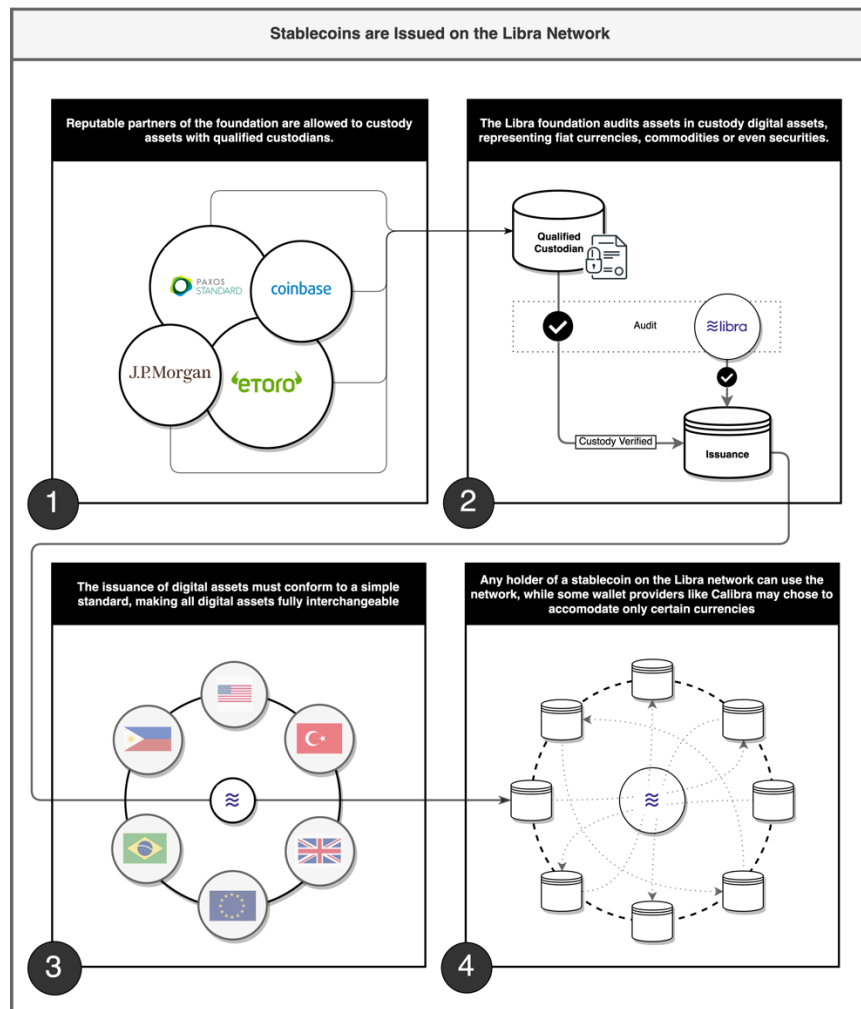 Stablecoins are Issued on the Libra Network
Reputable partners of the foundation are allowed to custody
assets with qualified custodians.
PAXOS
STANDARD
coinbase
J.P.Morgan
eToro
1
The Libra foundation audits assets in custody digital assets,
representing fiat currencies, commodities or even securities.
Qualified
Custodian
Audit
libra
Custody Verified
Issuance
2
The issuance of digital assets must conform to a simple
standard, making all digital assets fully interchangeable
3
Any holder of a stablecoin on the Libra network can use the
network, while some wallet providers like Calibra may chose to
accomodate only certain currencies
4